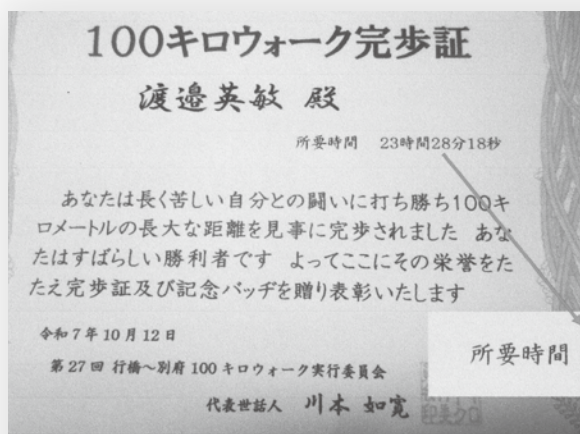 100キロウォーク完歩証
渡邉英敏 殿
所要時間 23時間28分18秒
あなたは長く苦しい自分との闘いに打ち勝ち100キ
ロメートルの長大な距離を見事に完歩されました あな
たはすばらしい勝利者です よってここにその栄誉をた
たえ完歩証及び記念バッヂを贈り表彰いたします
令和7年10月12日
第27回 行橋～別府100キロウォーク実行委員会
代表世話人 川本 如寛
所要時間